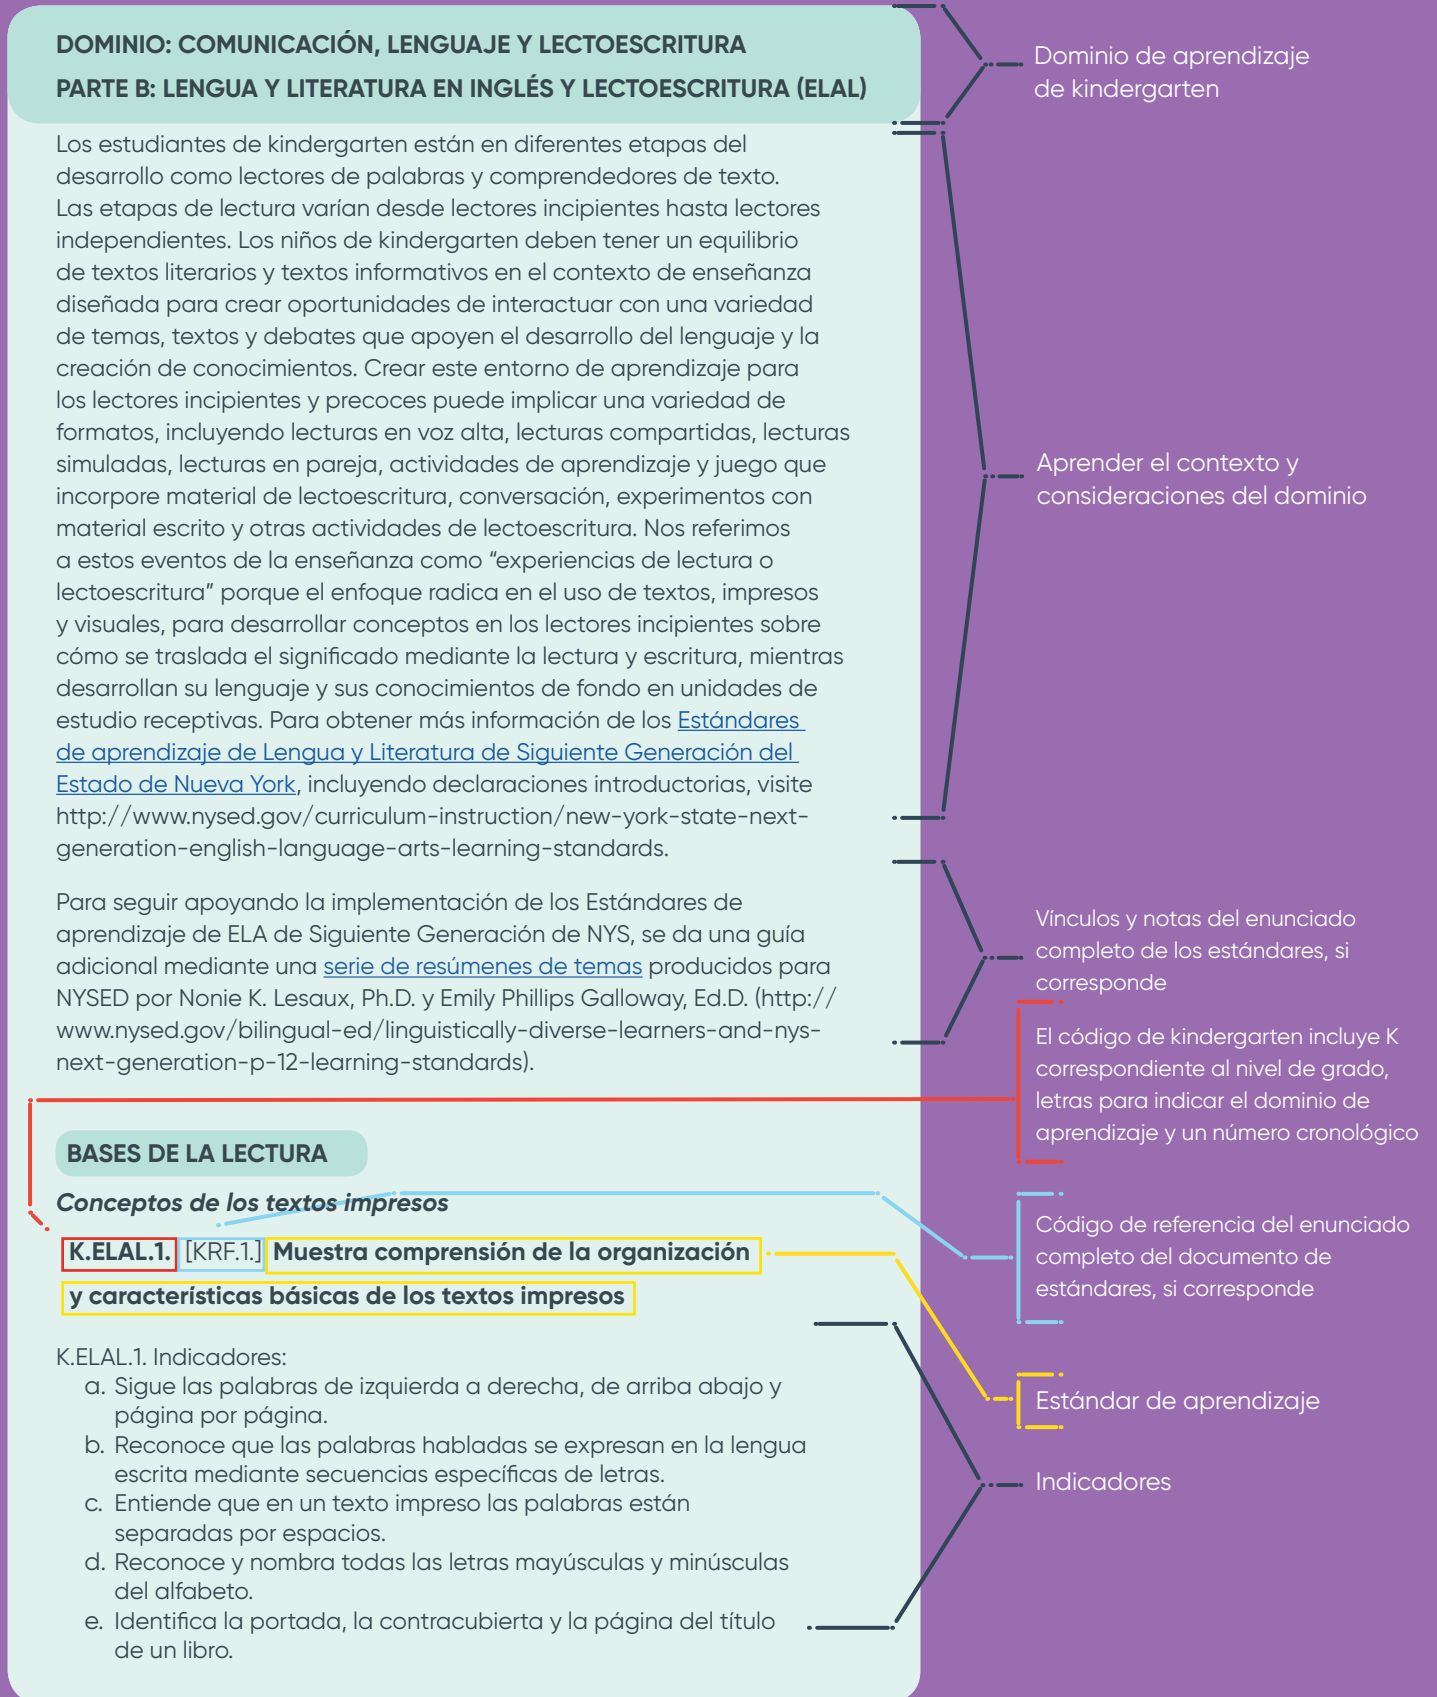 DOMINIO: COMUNICACIÓN, LENGUAJE Y LECTOESCRITURA
PARTE B: LENGUA Y LITERATURA EN INGLÉS Y LECTOESCRITURA (ELAL)
Los estudiantes de kindergarten están en diferentes etapas del
desarrollo como lectores de palabras y comprendedores de texto.
Las etapas de lectura varían desde lectores incipientes hasta lectores
independientes. Los niños de kindergarten deben tener un equilibrio
de textos literarios y textos informativos en el contexto de enseñanza
diseñada para crear oportunidades de interactuar con una variedad
de temas, textos y debates que apoyen el desarrollo del lenguaje y la
creación de conocimientos. Crear este entorno de aprendizaje para
los lectores incipientes y precoces puede implicar una variedad de
formatos, incluyendo lecturas en voz alta, lecturas compartidas, lecturas
simuladas, lecturas en pareja, actividades de aprendizaje y juego que
incorpore material de lectoescritura, conversación, experimentos con
material escrito y otras actividades de lectoescritura. Nos referimos
a estos eventos de la enseñanza como “experiencias de lectura o
lectoescritura” porque el enfoque radica en el uso de textos, impresos
y visuales, para desarrollar conceptos en los lectores incipientes sobre
cómo se traslada el significado mediante la lectura y escritura, mientras
desarrollan su lenguaje y sus conocimientos de fondo en unidades de
estudio receptivas. Para obtener más información de los Estándares
de aprendizaje de Lengua y Literatura de Siguiente Generación del
Estado de Nueva York, incluyendo declaraciones introductorias, visite
http://www.nysed.gov/curriculum-instruction/new-york-state-next-
generation-english-language-arts-learning-standards.
Para seguir apoyando la implementación de los Estándares de
aprendizaje de ELA de Siguiente Generación de NYS, se da una guía
adicional mediante una serie de resúmenes de temas producidos para
NYSED por Nonie K. Lesaux, Ph.D. y Emily Phillips Galloway, Ed.D. (http://
www.nysed.gov/bilingual-ed/linguistically-diverse-learners-and-nys-
next-generation-p-12-learning-standards).
BASES DE LA LECTURA
Conceptos de los textos impresos
K.ELAL.1. [KRF.1.] Muestra comprensión de la organización
y características básicas de los textos impresos
K.ELAL.1. Indicadores:
a. Sigue las palabras de izquierda a derecha, de arriba abajo y
página por página.
b. Reconoce que las palabras habladas se expresan en la lengua
escrita mediante secuencias específicas de letras.
c. Entiende que en un texto impreso las palabras están
separadas por espacios.
d. Reconoce y nombra todas las letras mayúsculas y minúsculas
del alfabeto.
e. Identifica la portada, la contracubierta y la página del título
de un libro.
Dominio de aprendizaje
de kindergarten
Aprender el contexto y
consideraciones del dominio
Vínculos y notas del enunciado
completo de los estándares, si
corresponde
El código de kindergarten incluye K
correspondiente al nivel de grado,
letras para indicar el dominio de
aprendizaje y un número cronológico
Código de referencia del enunciado
completo del documento de
estándares, si corresponde
Estándar de aprendizaje
Indicadores